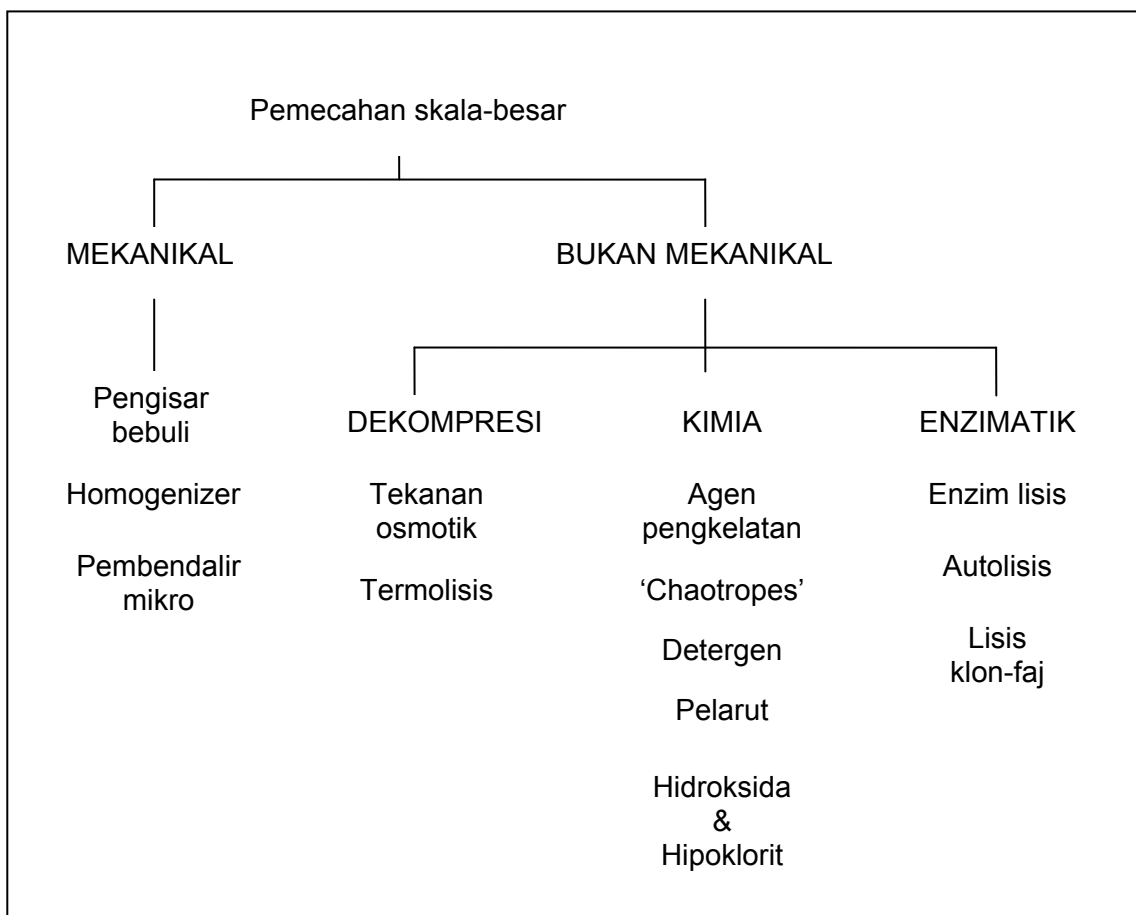 Pemecahan skala-besar
MEKANIKAL
BUKAN MEKANIKAL
Pengisar
bebuli
Homogenizer
Pembendalir
mikro
DEKOMPRESI
Tekanan
osmotik
Termolisis
KIMIA
Agen
pengkelatan
‘Chaotropes’
Detergen
Pelarut
Hidroksida
&
Hipoklorit
ENZIMATIK
Enzim lisis
Autolisis
Lisis
klon-faj